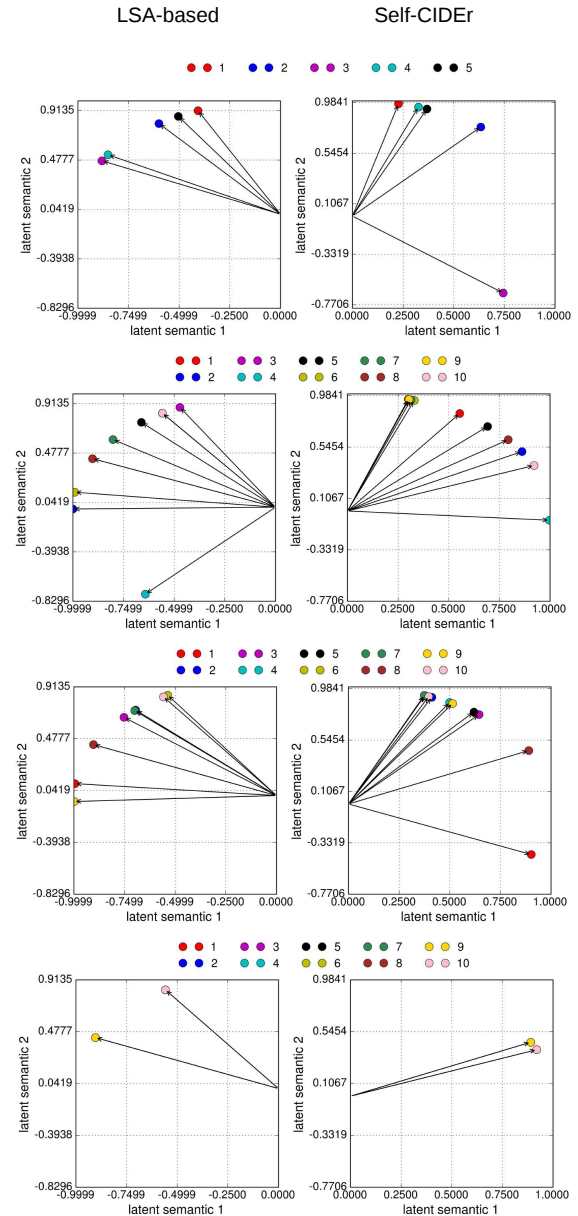 LSA-based Self-CIDEr
1 2 3 4 5
0.9135 0.9841
0.4777 0.5454
latent semantic 2 latent semantic 2
0.0419 0.1067
-0.3938 -0.3319
-0.8296 -0.7706
-0.9999 -0.7499 -0.4999 -0.2500 0.0000 0.0000 0.2500 0.5000 0.7500 1.0000
latent semantic 1 latent semantic 1
1 3 5 7 9
2 4 6 8 10
0.9135 0.9841
0.4777 0.5454
latent semantic 2 latent semantic 2
0.0419 0.1067
-0.3938 -0.3319
-0.8296 -0.7706
-0.9999 -0.7499 -0.4999 -0.2500 0.0000 0.0000 0.2500 0.5000 0.7500 1.0000
latent semantic 1 latent semantic 1
1 3 5 7 9
2 4 6 8 10
0.9135 0.9841
0.4777 0.5454
latent semantic 2 latent semantic 2
0.0419 0.1067
-0.3938 -0.3319
-0.8296 -0.7706
-0.9999 -0.7499 -0.4999 -0.2500 0.0000 0.0000 0.2500 0.5000 0.7500 1.0000
latent semantic 1 latent semantic 1
1 3 5 7 9
2 4 6 8 10
0.9135 0.9841
0.4777 0.5454
latent semantic 2 latent semantic 2
0.0419 0.1067
-0.3938 -0.3319
-0.8296 -0.7706
-0.9999 -0.7499 -0.4999 -0.2500 0.0000 0.0000 0.2500 0.5000 0.7500 1.0000
latent semantic 1 latent semantic 1